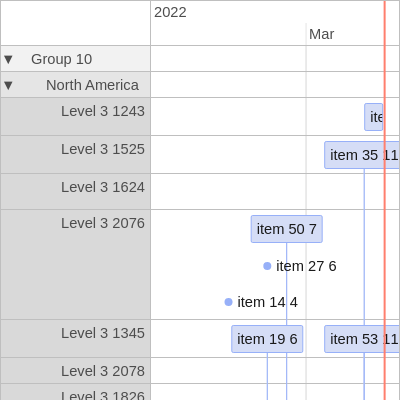 2022
Mar
▼ Group 10
▼ North America
Level 3 1243
ite
Level 3 1525
item 35 11
Level 3 1624
Level 3 2076
item 50 7
item 27 6
item 14 4
Level 3 1345
item 19 6
item 53 11
Level 3 2078
Level 3 1826